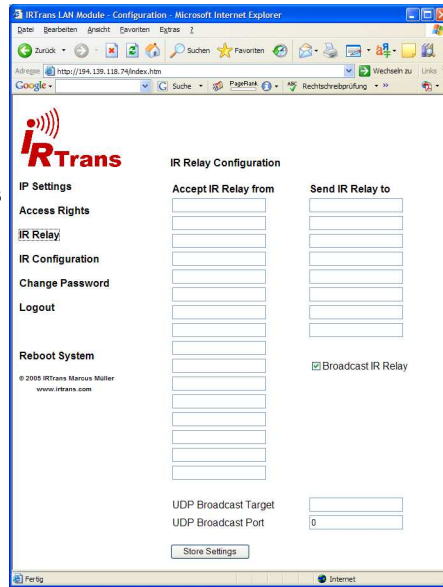 IRTrans LAN Module - Configuration - Microsoft Internet Explorer
Datei Bearbeiten Ansicht Favoriten Extras ?
Zurück Suchen Favoriten
Adresse http://194.139.118.74/index.htm Wechseln zu Links
Google Suche PageRank Rechtschreibprüfung
IRTrans
IR Relay Configuration
IP Settings
Accept IR Relay from Send IR Relay to
Access Rights
IR Relay
IR Configuration
Change Password
Logout
Reboot System
Broadcast IR Relay
© 2005 IRTrans Marcus Müller
www.irtrans.com
UDP Broadcast Target
UDP Broadcast Port 0
Store Settings
Fertig Internet